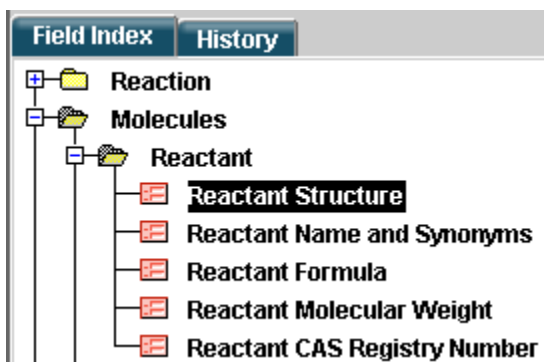 Field Index History
Reaction
Molecules
Reactant
Reactant Structure
Reactant Name and Synonyms
Reactant Formula
Reactant Molecular Weight
Reactant CAS Registry Number